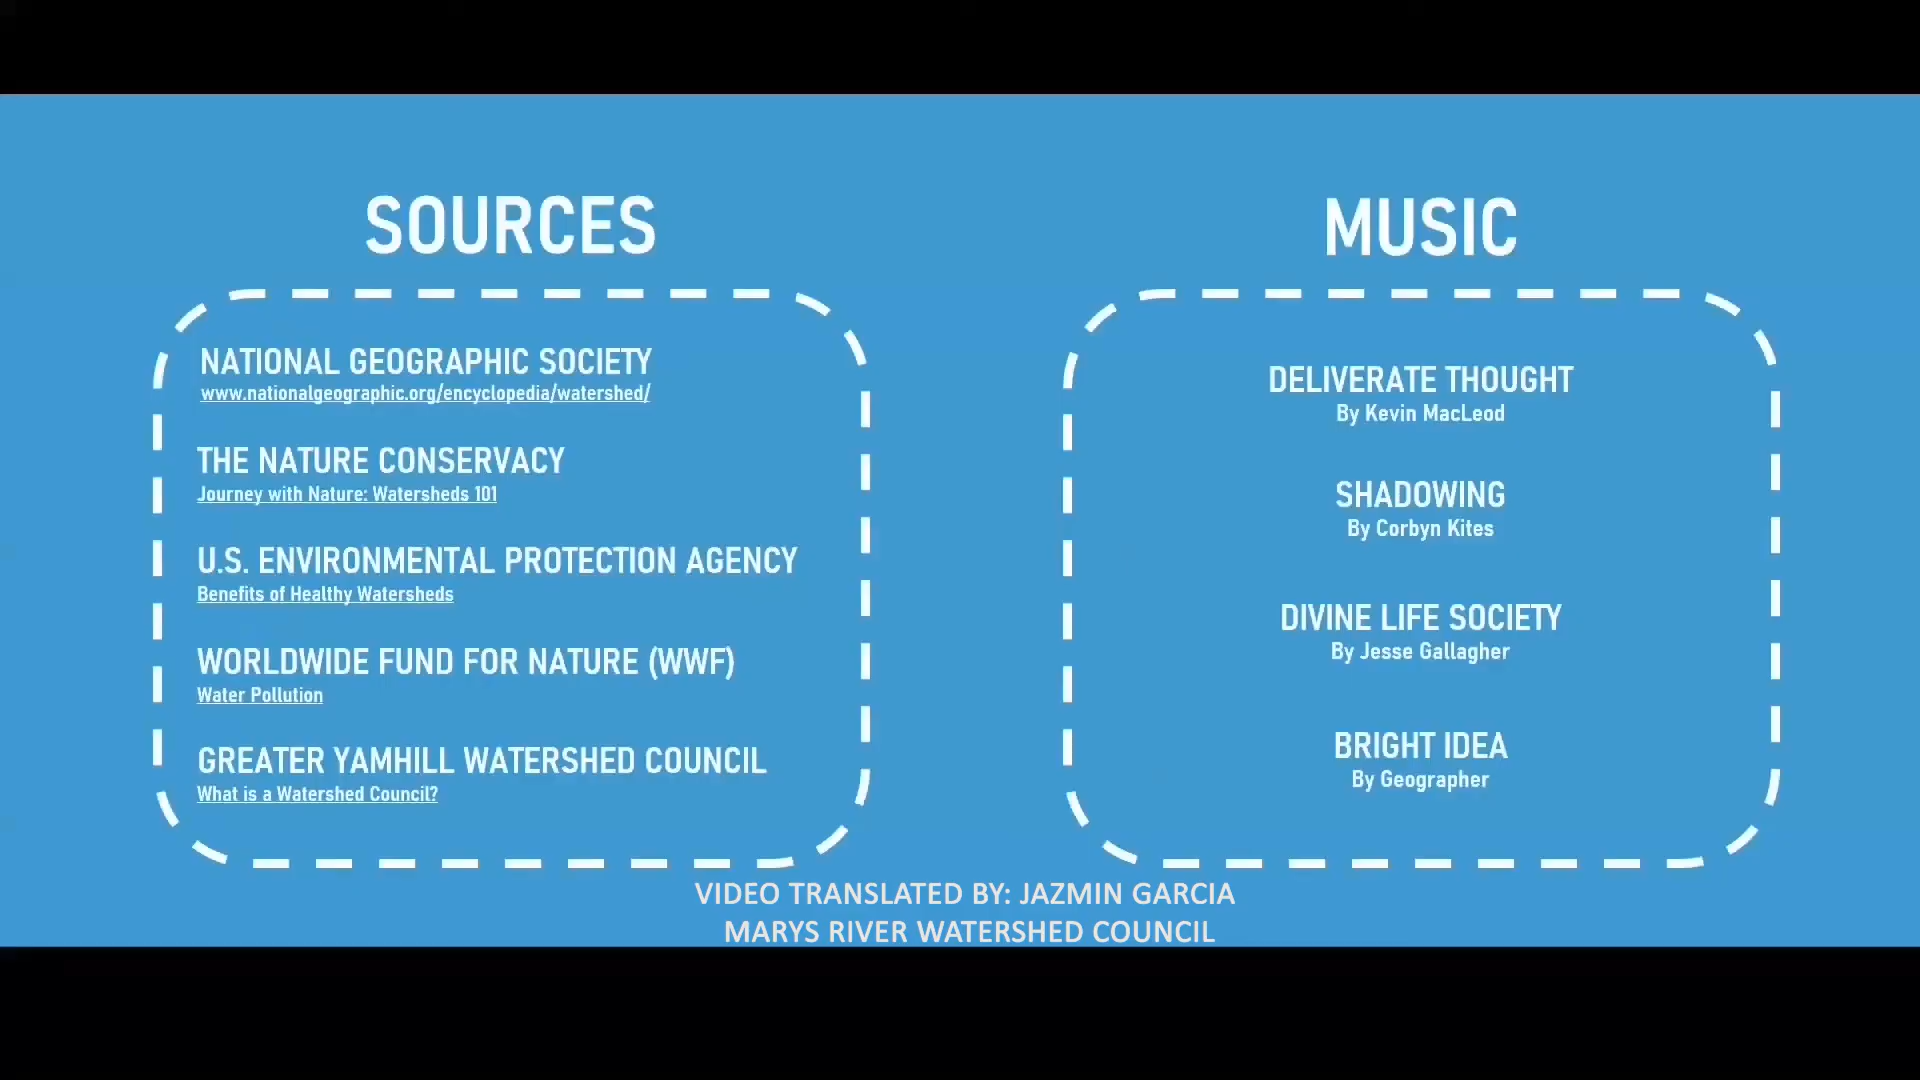 SOURCES
NATIONAL GEOGRAPHIC SOCIETY
www.nationalgeographic.org/encyclopedia/watershed/
THE NATURE CONSERVACY
Journey with Nature: Watersheds 101
U.S. ENVIRONMENTAL PROTECTION AGENCY
Benefits of Healthy Watersheds
WORLDWIDE FUND FOR NATURE (WWF)
Water Pollution
GREATER YAMHILL WATERSHED COUNCIL
What is a Watershed Council?
MUSIC
DELIVERATE THOUGHT
By Kevin MacLeod
SHADOWING
By Corbyn Kites
DIVINE LIFE SOCIETY
By Jesse Gallagher
BRIGHT IDEA
By Geographer
VIDEO TRANSLATED BY: JAZMIN GARCIA
MARYS RIVER WATERSHED COUNCIL